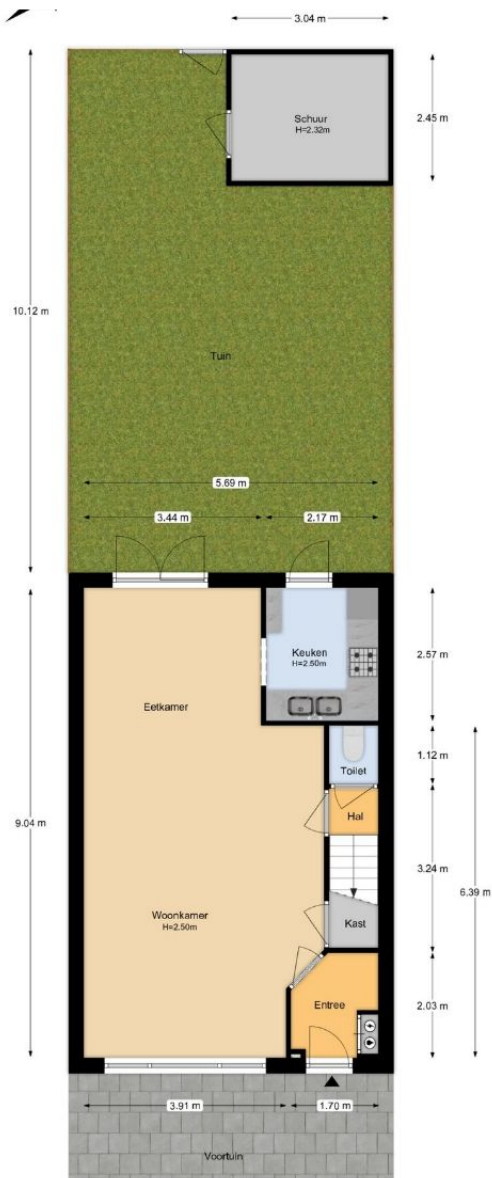 3.04 m
Schuur
H=2.32m
2.45 m
10.12 m
Tuin
5.69 m
3.44 m
2.17 m
Keuken
H=2.50m
2.57 m
Eetkamer
Toilet
1.12 m
Hal
9.04 m
3.24 m
6.39 m
Woonkamer
H=2.50m
Kast
Entree
2.03 m
3.91 m
1.70 m
Voortuin